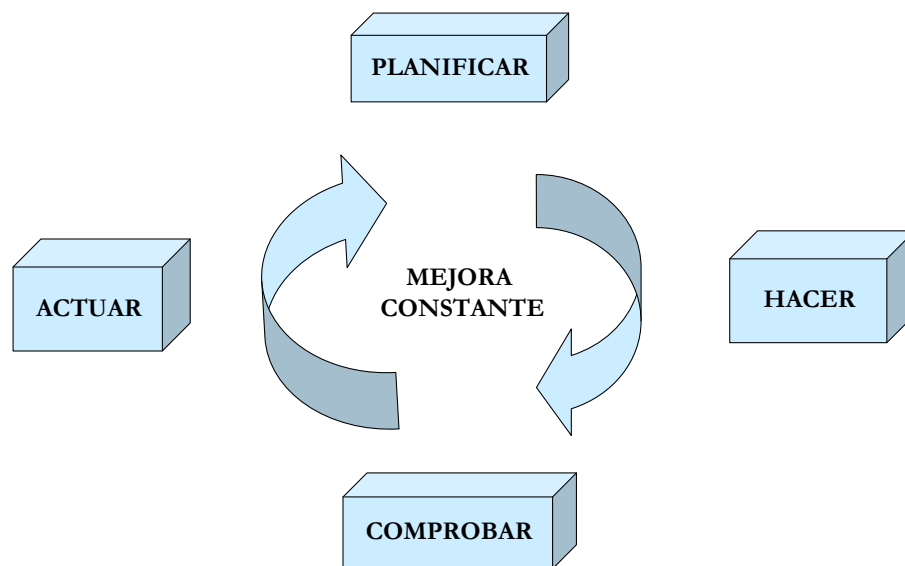 PLANIFICAR
MEJORA
CONSTANTE
ACTUAR
HACER
COMPROBAR